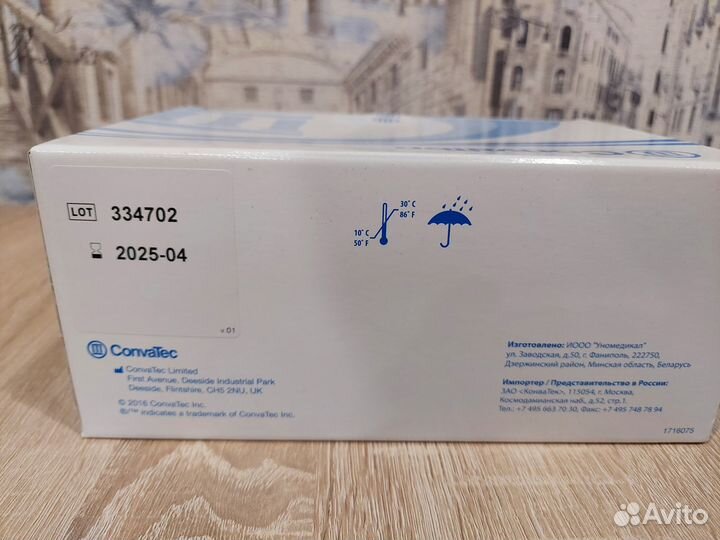 LOT 334702
2025-04
v.01
30° C
86° F
10° C
50° F
ConvaTec
ConvaTec Limited
First Avenue, Deeside Industrial Park
Deeside, Flintshire, CH5 2NU, UK
© 2016 ConvaTec Inc.
®/™ indicates a trademark of ConvaTec Inc.
Изготовлено: ИООО "Уномедикал"
ул. Заводская, д.50, г. Фаниполь, 222750,
Дзержинский район, Минская область, Беларусь
Импортер / Представительство в России:
ЗАО «КонваТек», 115054, г. Москва,
Космодамианская наб., д.52, стр.1.
Тел.: +7 495 663 70 30, Факс: +7 495 748 78 94
1716075
Avito